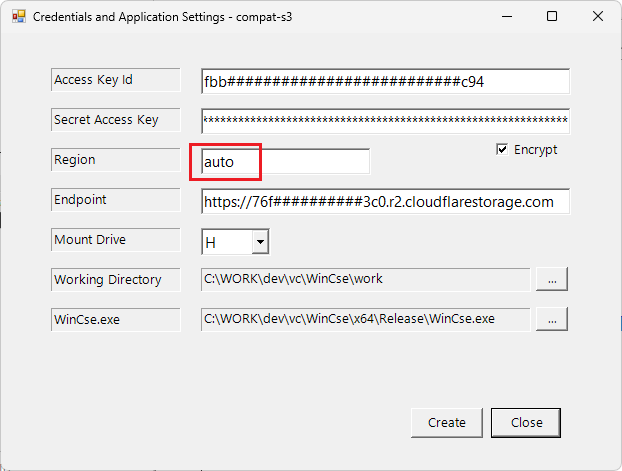 Credentials and Application Settings - compat-s3
Access Key Id fbb##########################c94
Secret Access Key ****************************************************************
Region auto Encrypt
Endpoint https://76f##########3c0.r2.cloudflarestorage.com
Mount Drive H
Working Directory C:\WORK\dev\vc\WinCse\work ...
WinCse.exe C:\WORK\dev\vc\WinCse\x64\Release\WinCse.exe ...
Create Close